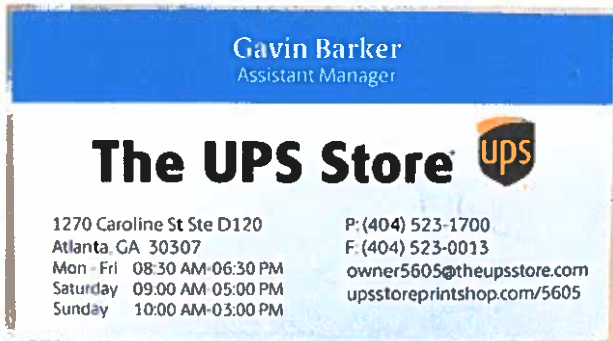 Gavin Barker
Assistant Manager
The UPS Store
ups
1270 Caroline St Ste D120
Atlanta, GA 30307
Mon - Fri 08:30 AM-06:30 PM
Saturday 09:00 AM-05:00 PM
Sunday 10:00 AM-03:00 PM
P: (404) 523-1700
F: (404) 523-0013
owner5605@theupsstore.com
upsstoreprintshop.com/5605